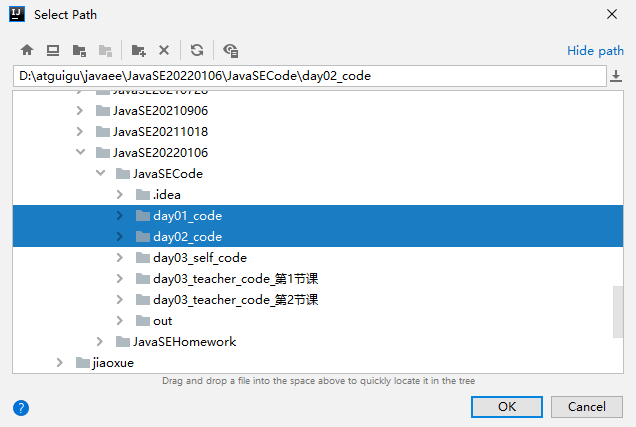 Select Path
Hide path
D:\atguigu\javaee\JavaSE20220106\JavaSECode\day02_code
JavaSE20210728
JavaSE20210906
JavaSE20211018
JavaSE20220106
JavaSECode
.idea
day01_code
day02_code
day03_self_code
day03_teacher_code_第1节课
day03_teacher_code_第2节课
out
JavaSEHomework
jiaoxue
Drag and drop a file into the space above to quickly locate it in the tree
?
OK
Cancel